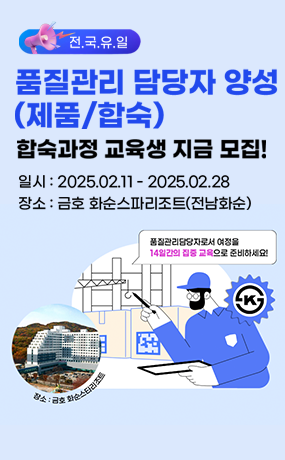 전.국.유.일
품질관리 담당자 양성
(제품/합숙)
합숙과정 교육생 지금 모집!
일시 : 2025.02.11 - 2025.02.28
장소 : 금호 화순스파리조트(전남화순)
품질관리담당자로서 여정을
14일간의 집중 교육으로 준비하세요!
장소 : 금호 화순스타리조트